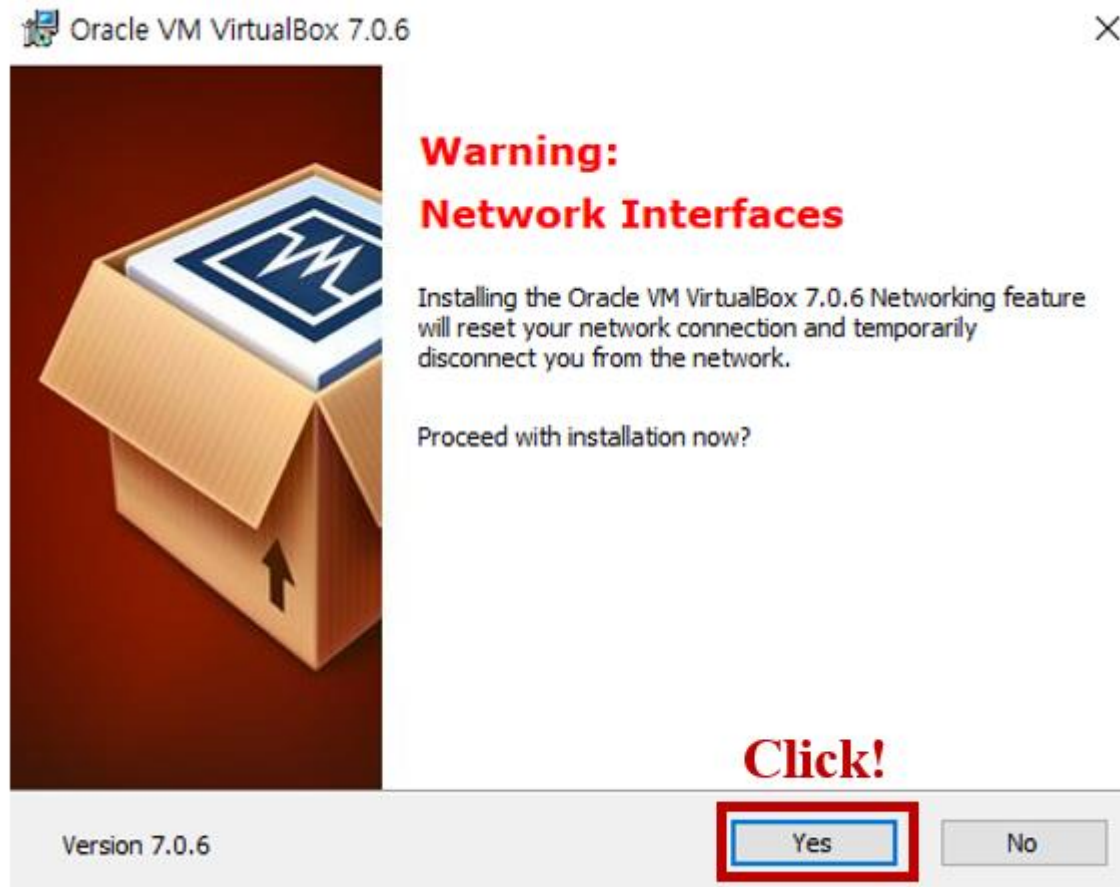 Oracle VM VirtualBox 7.0.6
Warning:
Network Interfaces
Installing the Oracle VM VirtualBox 7.0.6 Networking feature
will reset your network connection and temporarily
disconnect you from the network.
Proceed with installation now?
Click!
Version 7.0.6
Yes
No